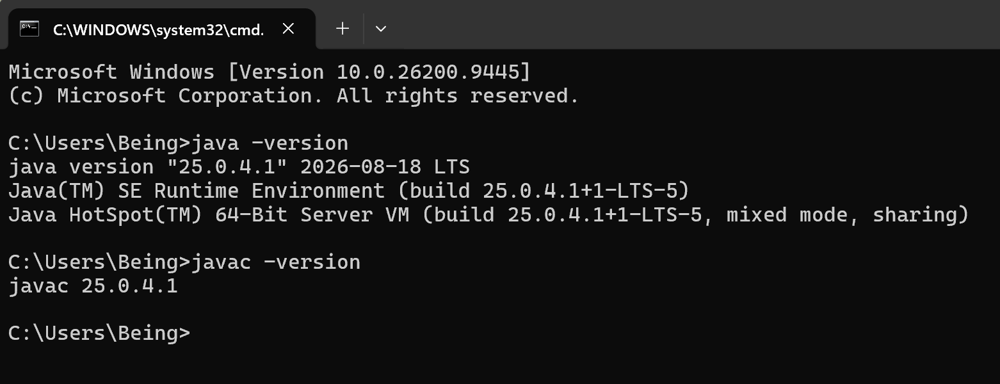 C:\WINDOWS\system32\cmd.
Microsoft Windows [Version 10.0.26200.9445]
(c) Microsoft Corporation. All rights reserved.
C:\Users\Being>java -version
java version "25.0.4.1" 2026-08-18 LTS
Java(TM) SE Runtime Environment (build 25.0.4.1+1-LTS-5)
Java HotSpot(TM) 64-Bit Server VM (build 25.0.4.1+1-LTS-5, mixed mode, sharing)
C:\Users\Being>javac -version
javac 25.0.4.1
C:\Users\Being>